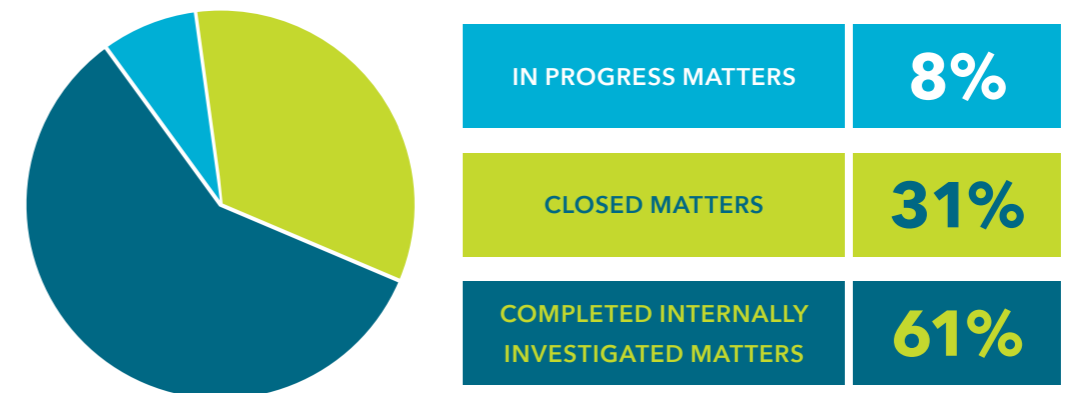 IN PROGRESS MATTERS
8%
CLOSED MATTERS
31%
COMPLETED INTERNALLY
INVESTIGATED MATTERS
61%